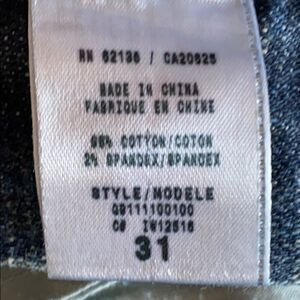 RN 62136 / CA20625
MADE IN CHINA
FABRIQUE EN CHINE
98% COTTON/COTON
2% SPANDEX/SPANDEX
STYLE/MODELE
31